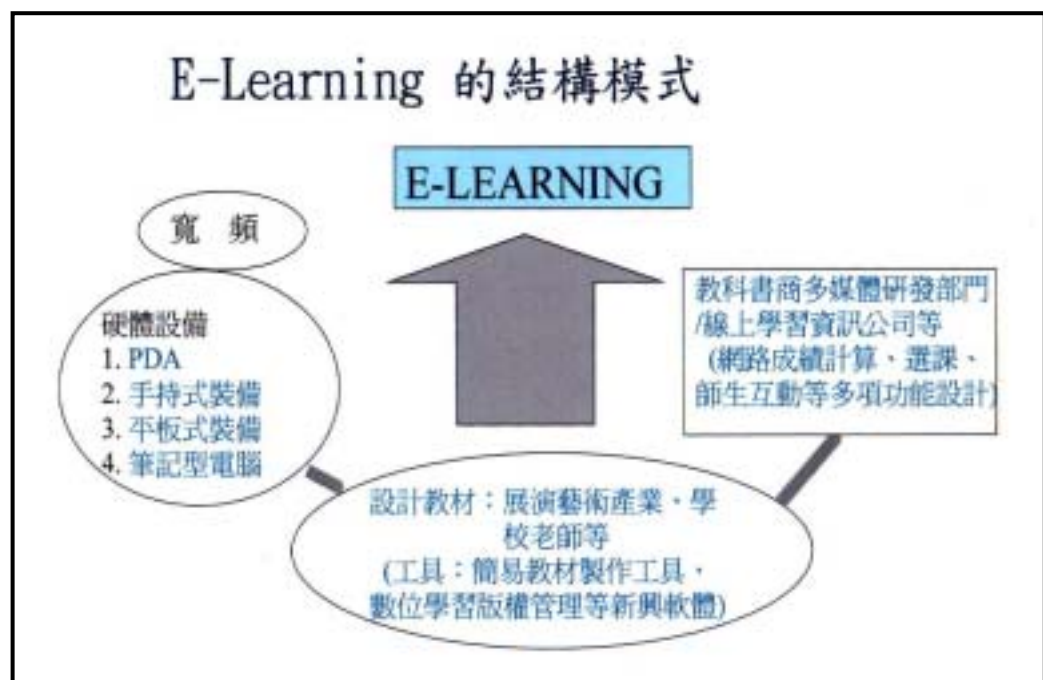 E-Learning 的結構模式
E-LEARNING
寬 頻
硬體設備
1. PDA
2. 手持式裝備
3. 平板式裝備
4. 筆記型電腦
教科書商多媒體研發部門
/線上學習資訊公司等
(網路成績計算、選課、
師生互動等多項功能設計)
設計教材：展演藝術產業、學
校老師等
(工具：簡易教材製作工具，
數位學習版權管理等新興軟體)